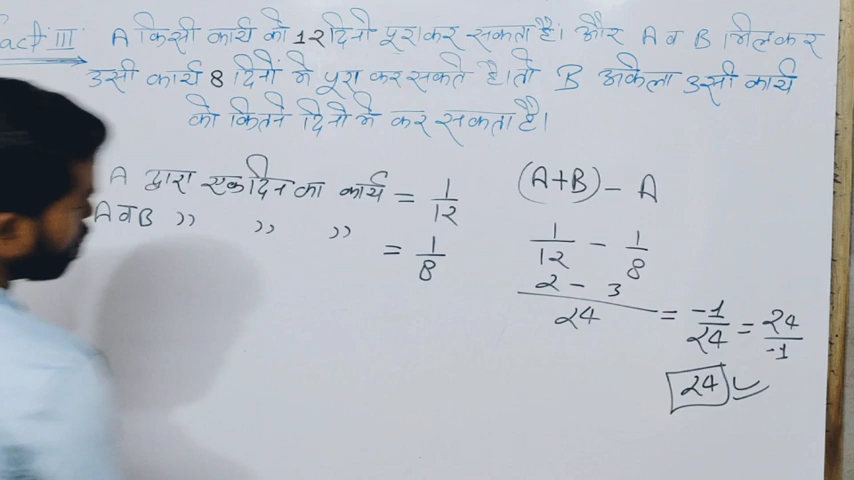 act III A किसी कार्य को 12 दिनो पूरा कर सकता है। और A व B मिलकर
उसी कार्य 8 दिनों मे पूरा कर सकते है। तो B अकेला उसी कार्य
को कितने दिनो मे कर सकता है।
A द्वारा एकदिन का कार्य = 1/12
A व B ,, ,, ,, = 1/8
(A+B) - A
1/12 - 1/8
2 - 3/24 = -1/24 = 24/-1
24